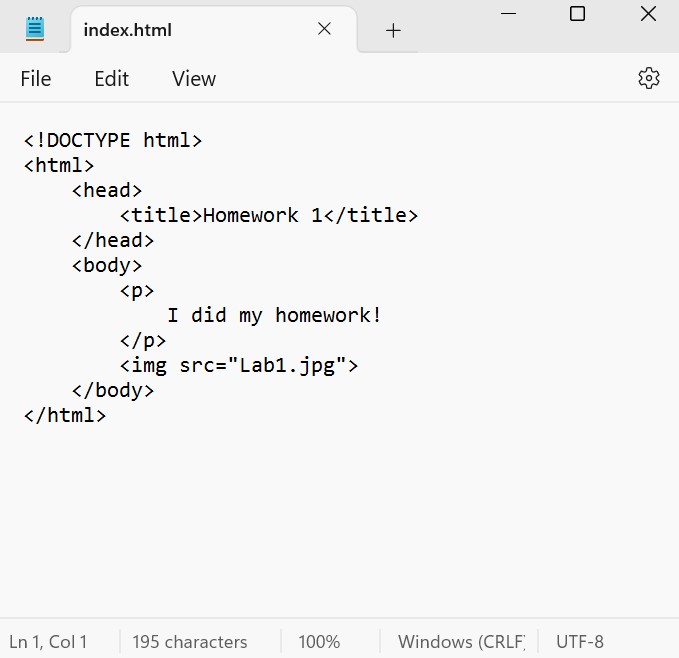 index.html
File Edit View
<!DOCTYPE html>
<html>
    <head>
        <title>Homework 1</title>
    </head>
    <body>
        <p>
            I did my homework!
        </p>
        <img src="Lab1.jpg">
    </body>
</html>
Ln 1, Col 1 195 characters 100% Windows (CRLF) UTF-8